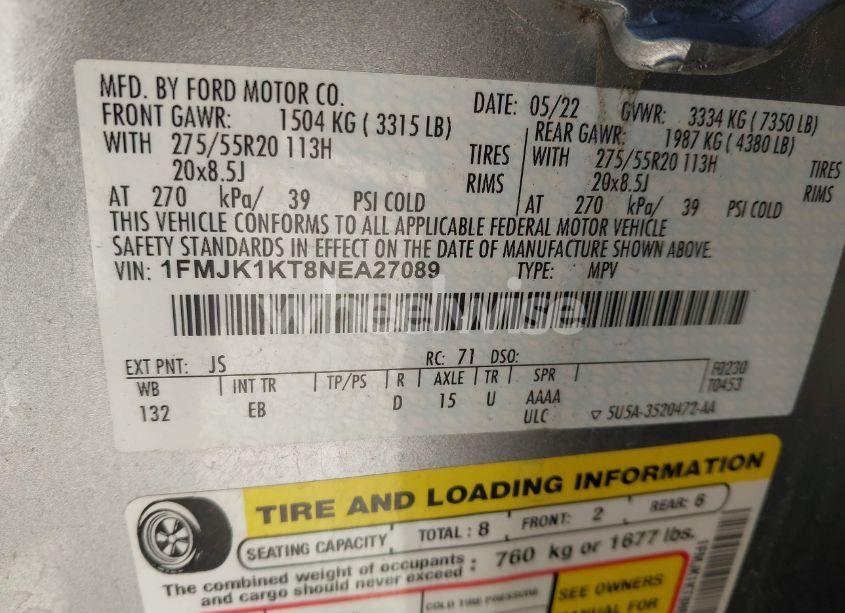 MFD. BY FORD MOTOR CO.
DATE: 05/22 GVWR: 3334 KG ( 7350 LB)
FRONT GAWR: 1504 KG ( 3315 LB)
REAR GAWR: 1987 KG ( 4380 LB)
WITH 275/55R20 113H TIRES
WITH 275/55R20 113H TIRES
20x8.5J RIMS
20x8.5J RIMS
AT 270 kPa/ 39 PSI COLD
AT 270 kPa/ 39 PSI COLD
THIS VEHICLE CONFORMS TO ALL APPLICABLE FEDERAL MOTOR VEHICLE
SAFETY STANDARDS IN EFFECT ON THE DATE OF MANUFACTURE SHOWN ABOVE.
VIN: 1FMJK1KT8NEA27089 TYPE: MPV
wheelwise
EXT PNT: JS RC: 71 DSO:
WB INT TR TP/PS R AXLE TR SPR
132 EB D 15 U AAAA
ULC
F0230
T0453
5U5A-3520472-AA
TIRE AND LOADING INFORMATION
SEATING CAPACITY TOTAL : 8 FRONT: 2 REAR: 6
The combined weight of occupants
and cargo should never exceed : 760 kg or 1677 lbs.
COLD TIRE PRESSURE
SEE OWNERS
MANUAL FOR